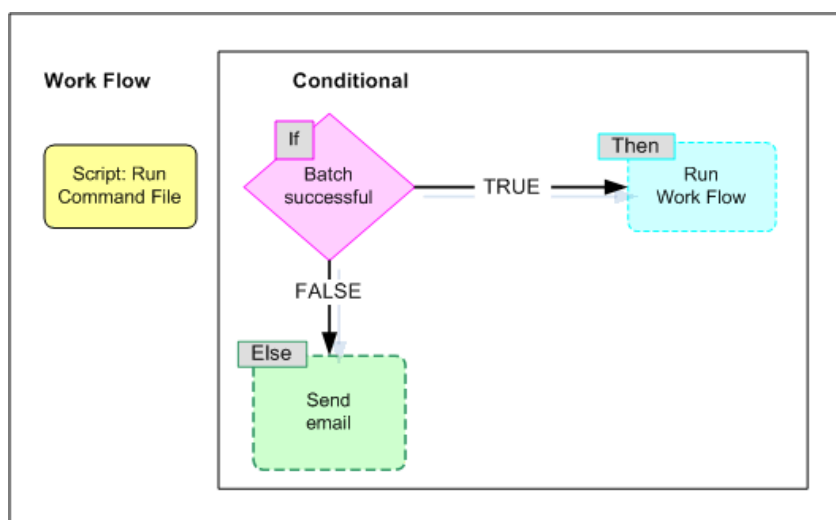 Work Flow
Conditional
Script: Run
Command File
If
Batch
successful
TRUE
Then
Run
Work Flow
FALSE
Else
Send
email